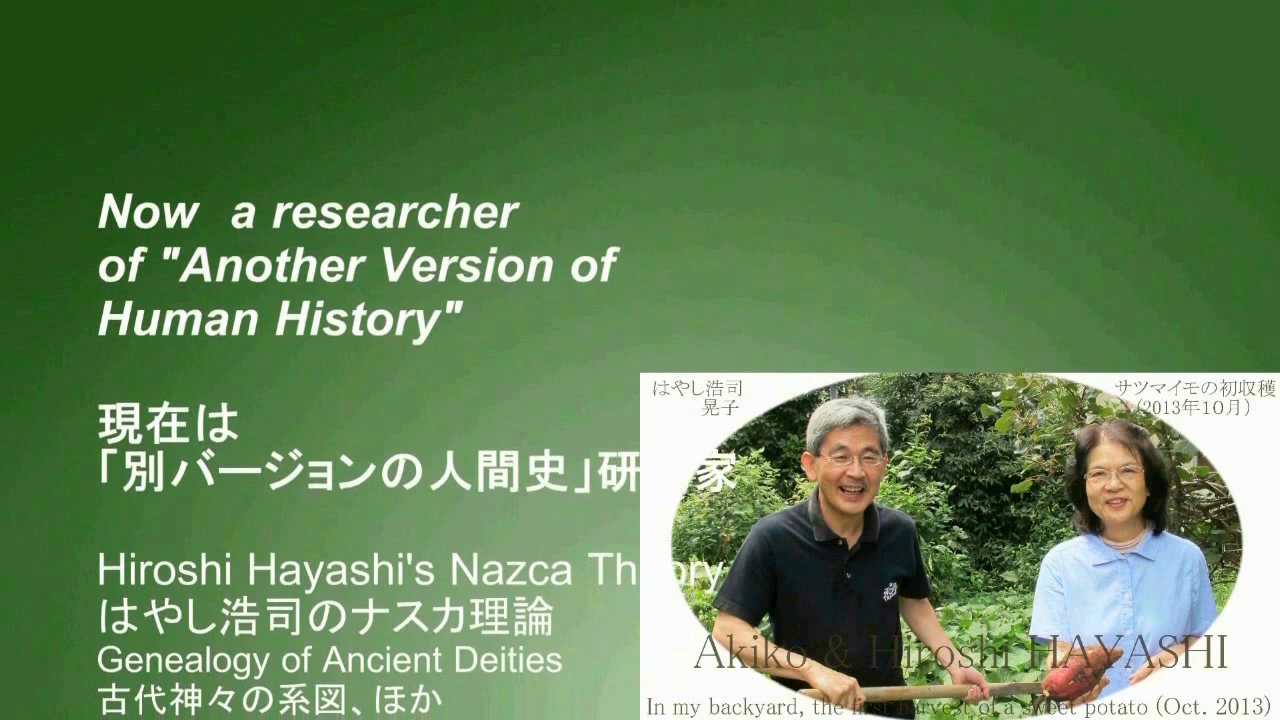 Now a researcher
of "Another Version of
Human History"
現在は
「別バージョンの人間史」研 家
Hiroshi Hayashi's Nazca Theory
はやし浩司のナスカ理論
Genealogy of Ancient Deities
古代神々の系図、ほか
はやし浩司
晃子
サツマイモの初収穫
(2013年10月)
Akiko & Hiroshi HAYASHI
In my backyard, the first harvest of a sweet potato (Oct. 2013)